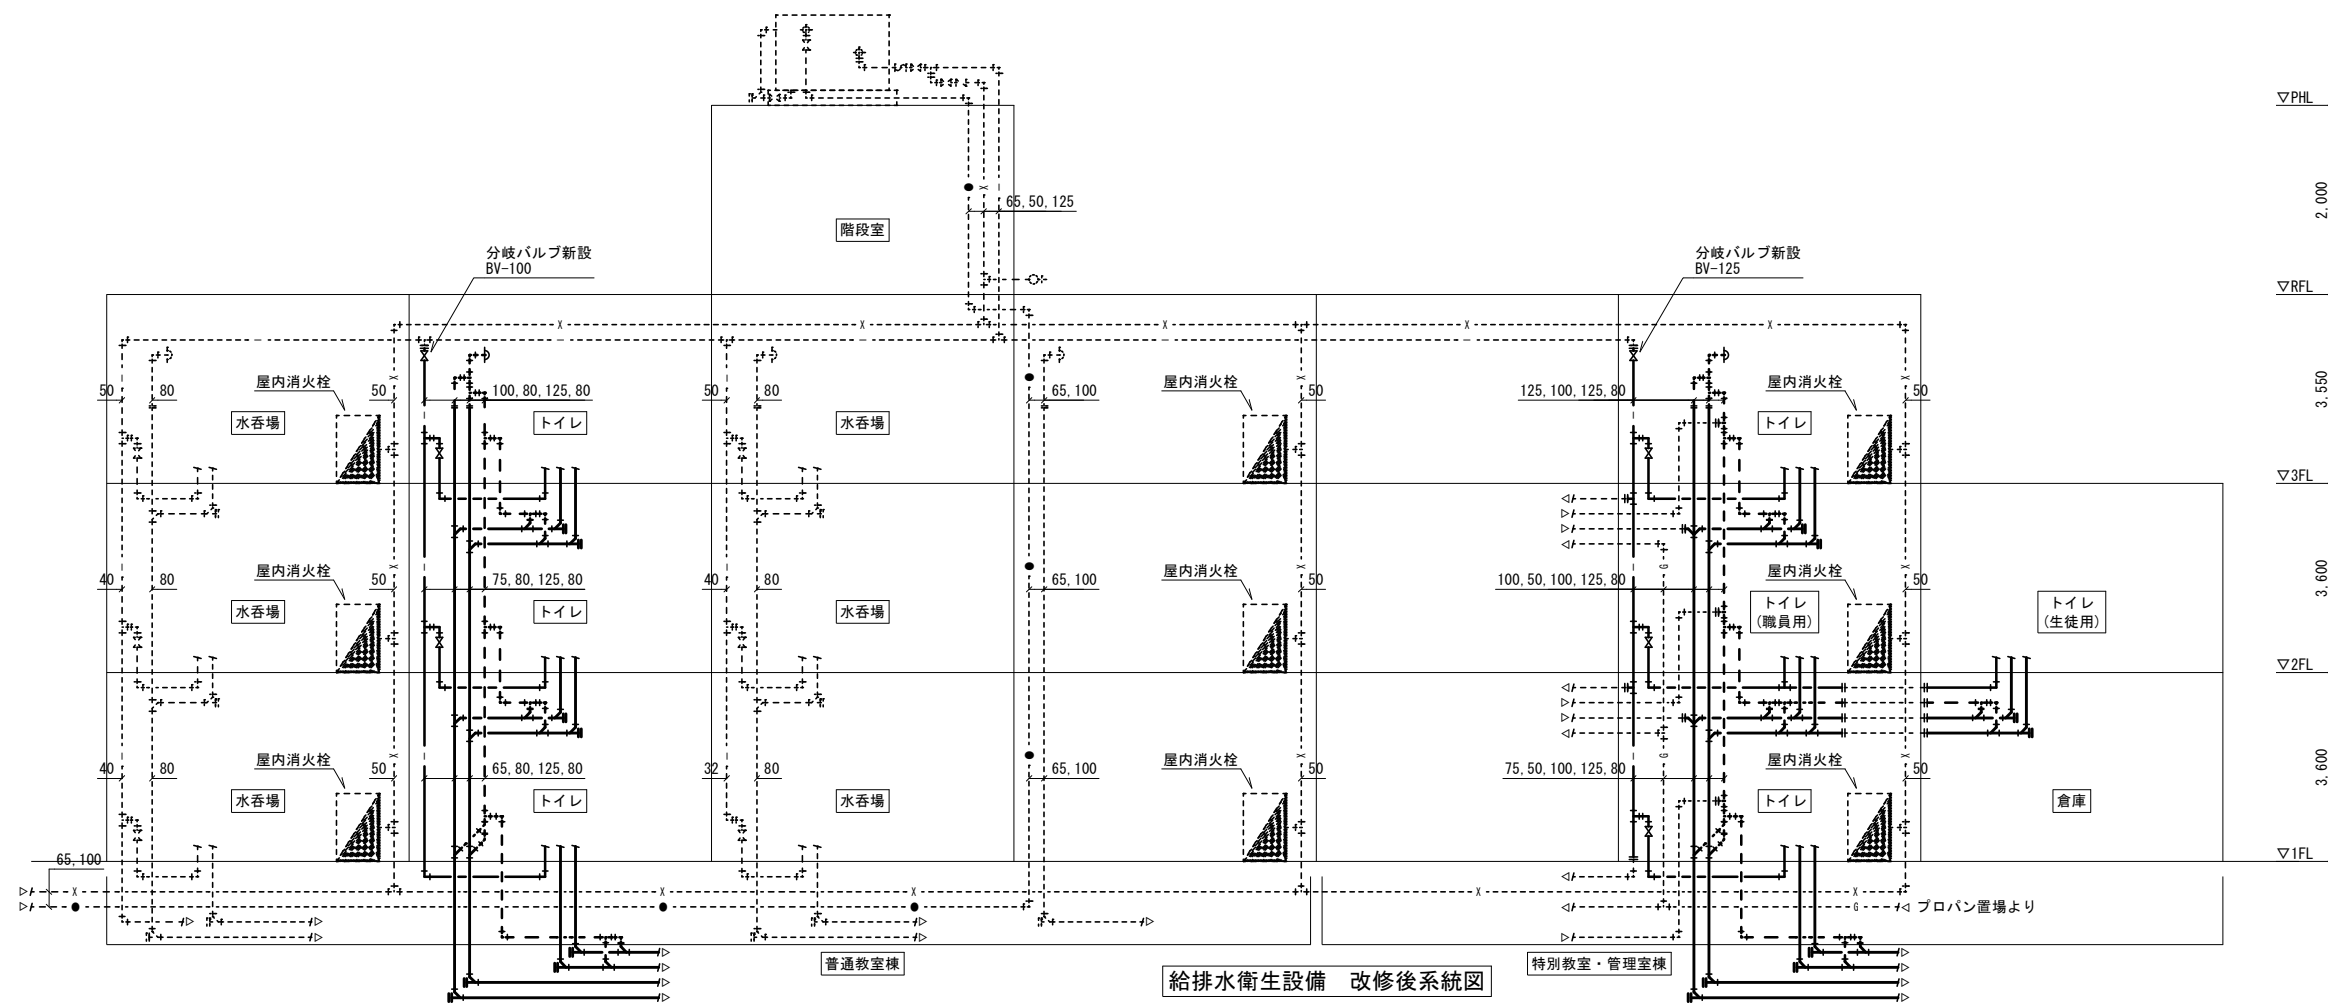 ▽PHL
2,000
65,50,125
階段室
分岐バルブ新設
BV-100
分岐バルブ新設
BV-125
▽RFL
3,550
50
80
屋内消火栓
50
100,80,125,80
50
80
65,100
屋内消火栓
50
125,100,125,80
屋内消火栓
50
水呑場
トイレ
水呑場
トイレ
▽3FL
3,600
40
80
屋内消火栓
50
75,80,125,80
40
80
65,100
屋内消火栓
50
100,50,100,125,80
屋内消火栓
50
水呑場
トイレ
水呑場
トイレ
(職員用)
トイレ
(生徒用)
▽2FL
3,600
40
80
屋内消火栓
50
65,80,125,80
32
80
65,100
屋内消火栓
50
75,50,100,125,80
屋内消火栓
50
水呑場
トイレ
水呑場
トイレ
倉庫
▽1FL
65,100
プロパン置場より
普通教室棟
特別教室・管理室棟
給排水衛生設備 改修後系統図